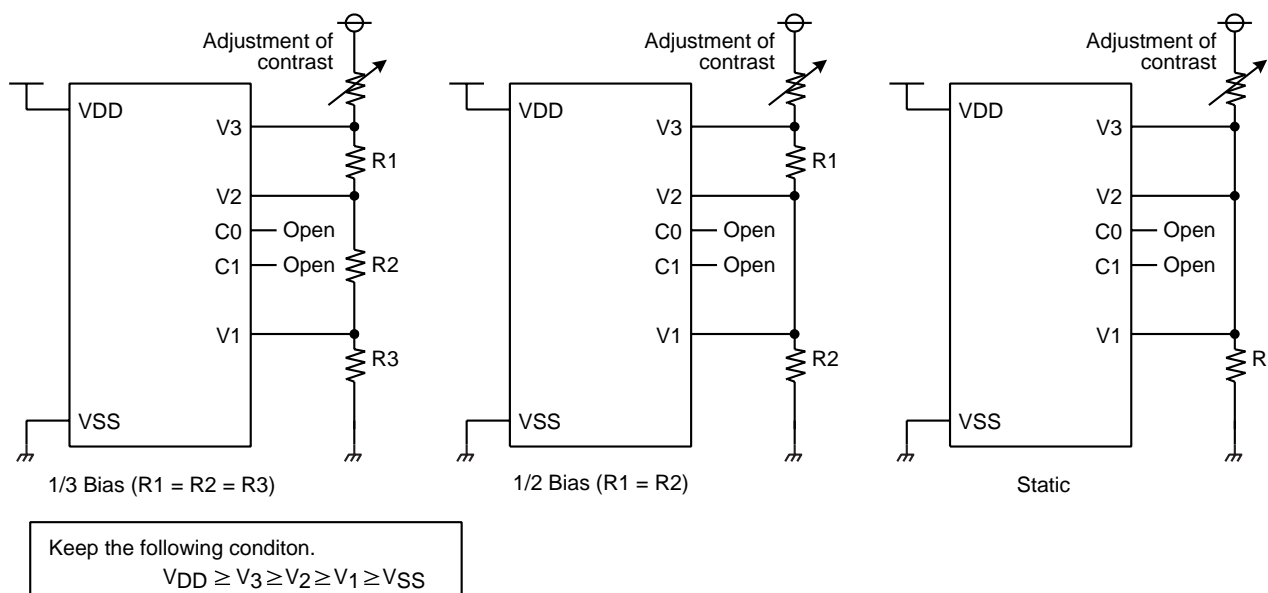 Adjustment of
contrast
VDD
V3
R1
V2
C0
Open
C1
Open
R2
V1
R3
VSS
1/3 Bias (R1 = R2 = R3)
Adjustment of
contrast
VDD
V3
R1
V2
C0
Open
C1
Open
V1
R2
VSS
1/2 Bias (R1 = R2)
Adjustment of
contrast
VDD
V3
V2
C0
Open
C1
Open
V1
R
VSS
Static
Keep the following conditon.
VDD ≥ V3 ≥ V2 ≥ V1 ≥ VSS